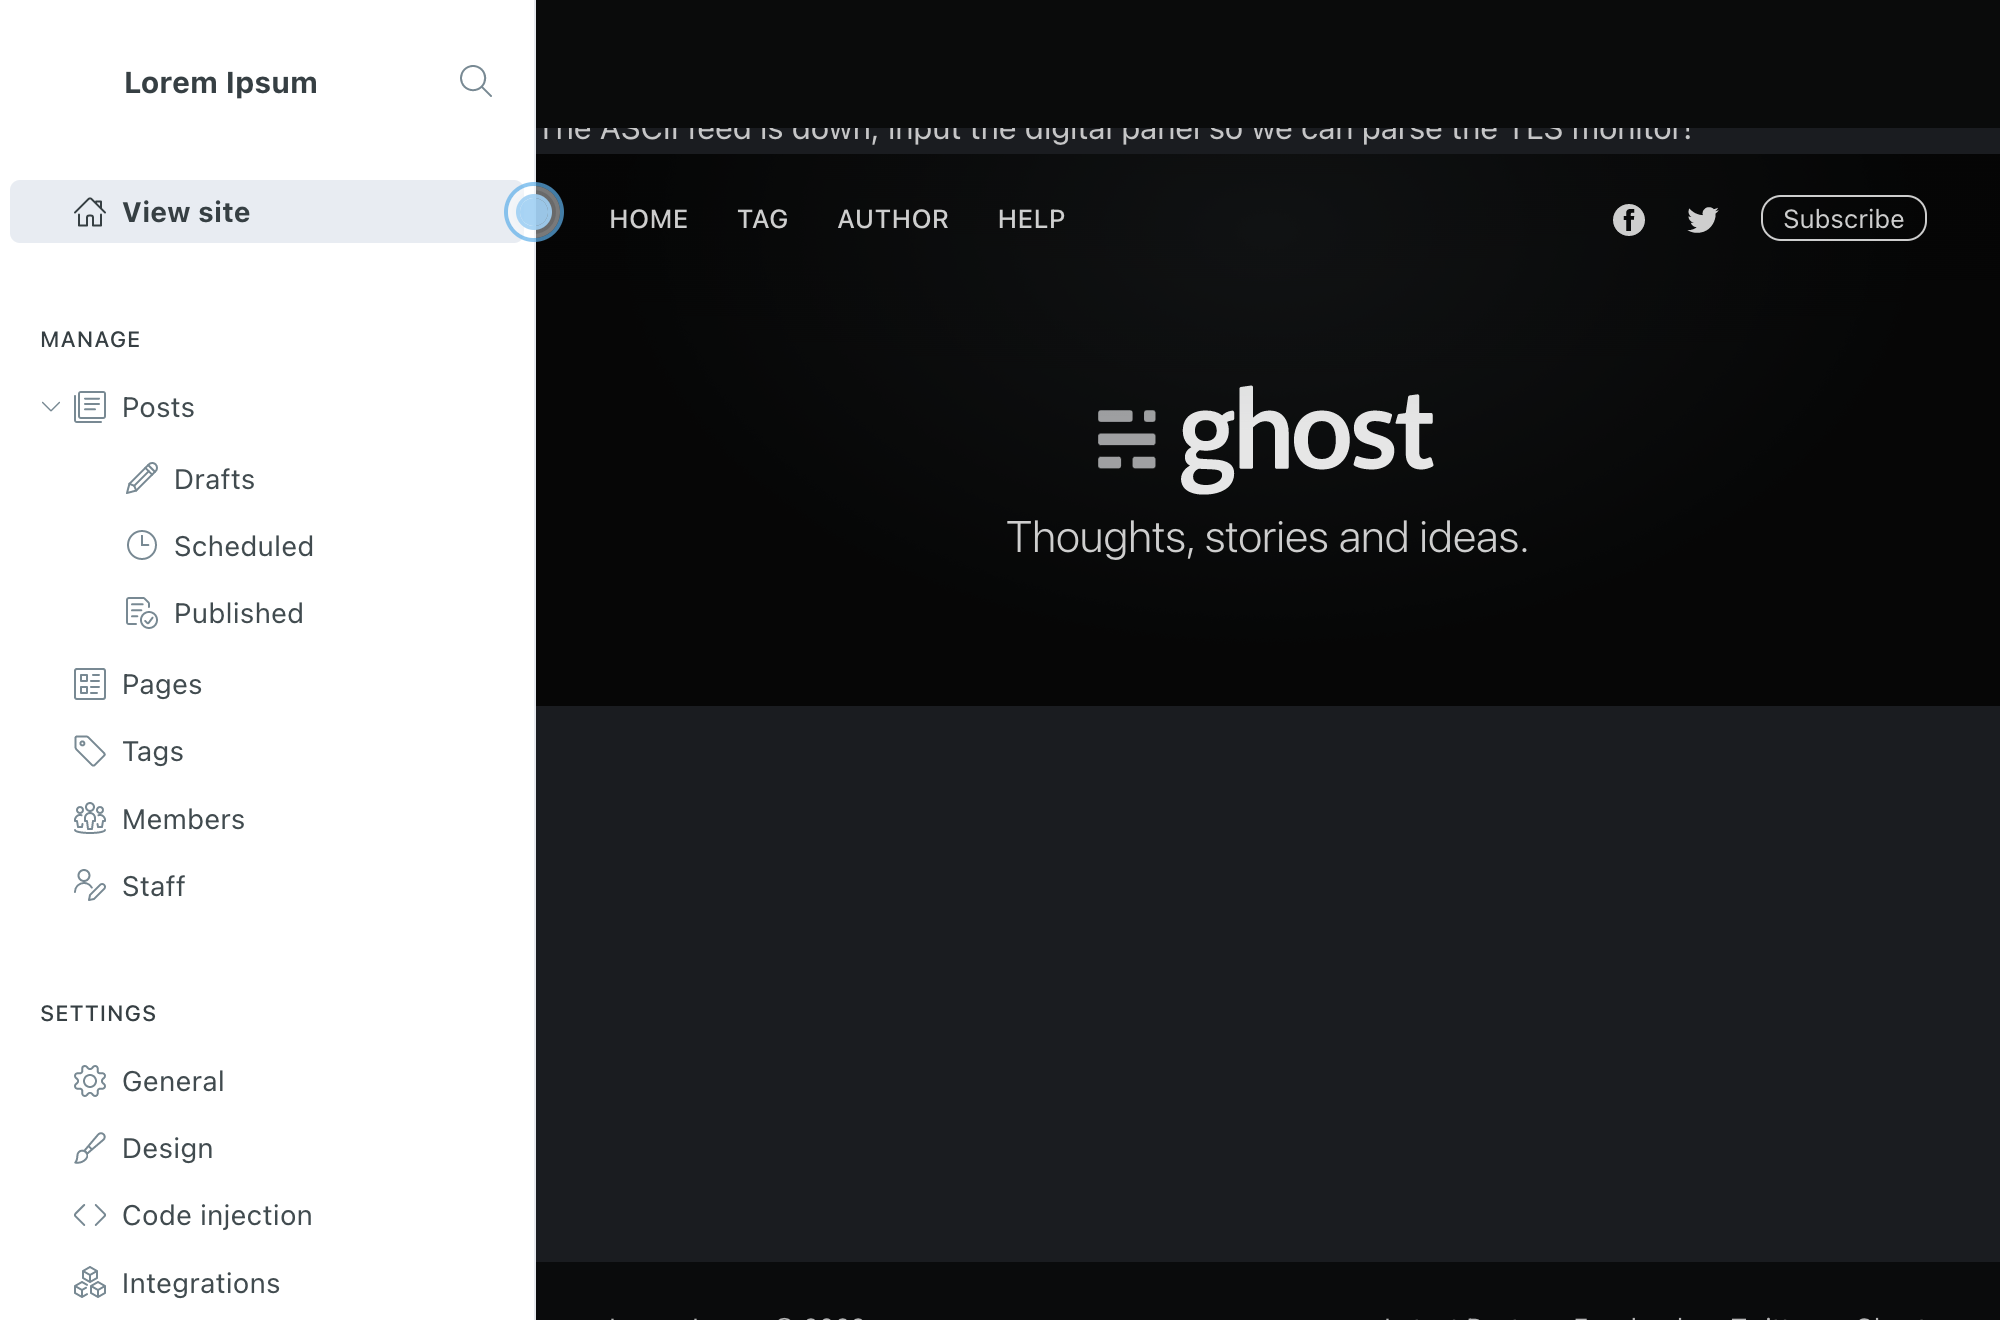 Lorem Ipsum
View site
MANAGE
Posts
Drafts
Scheduled
Published
Pages
Tags
Members
Staff
SETTINGS
General
Design
Code injection
Integrations
The ASCII feed is down, input the digital panel so we can parse the TLS monitor!
HOME TAG AUTHOR HELP
Subscribe
ghost
Thoughts, stories and ideas.